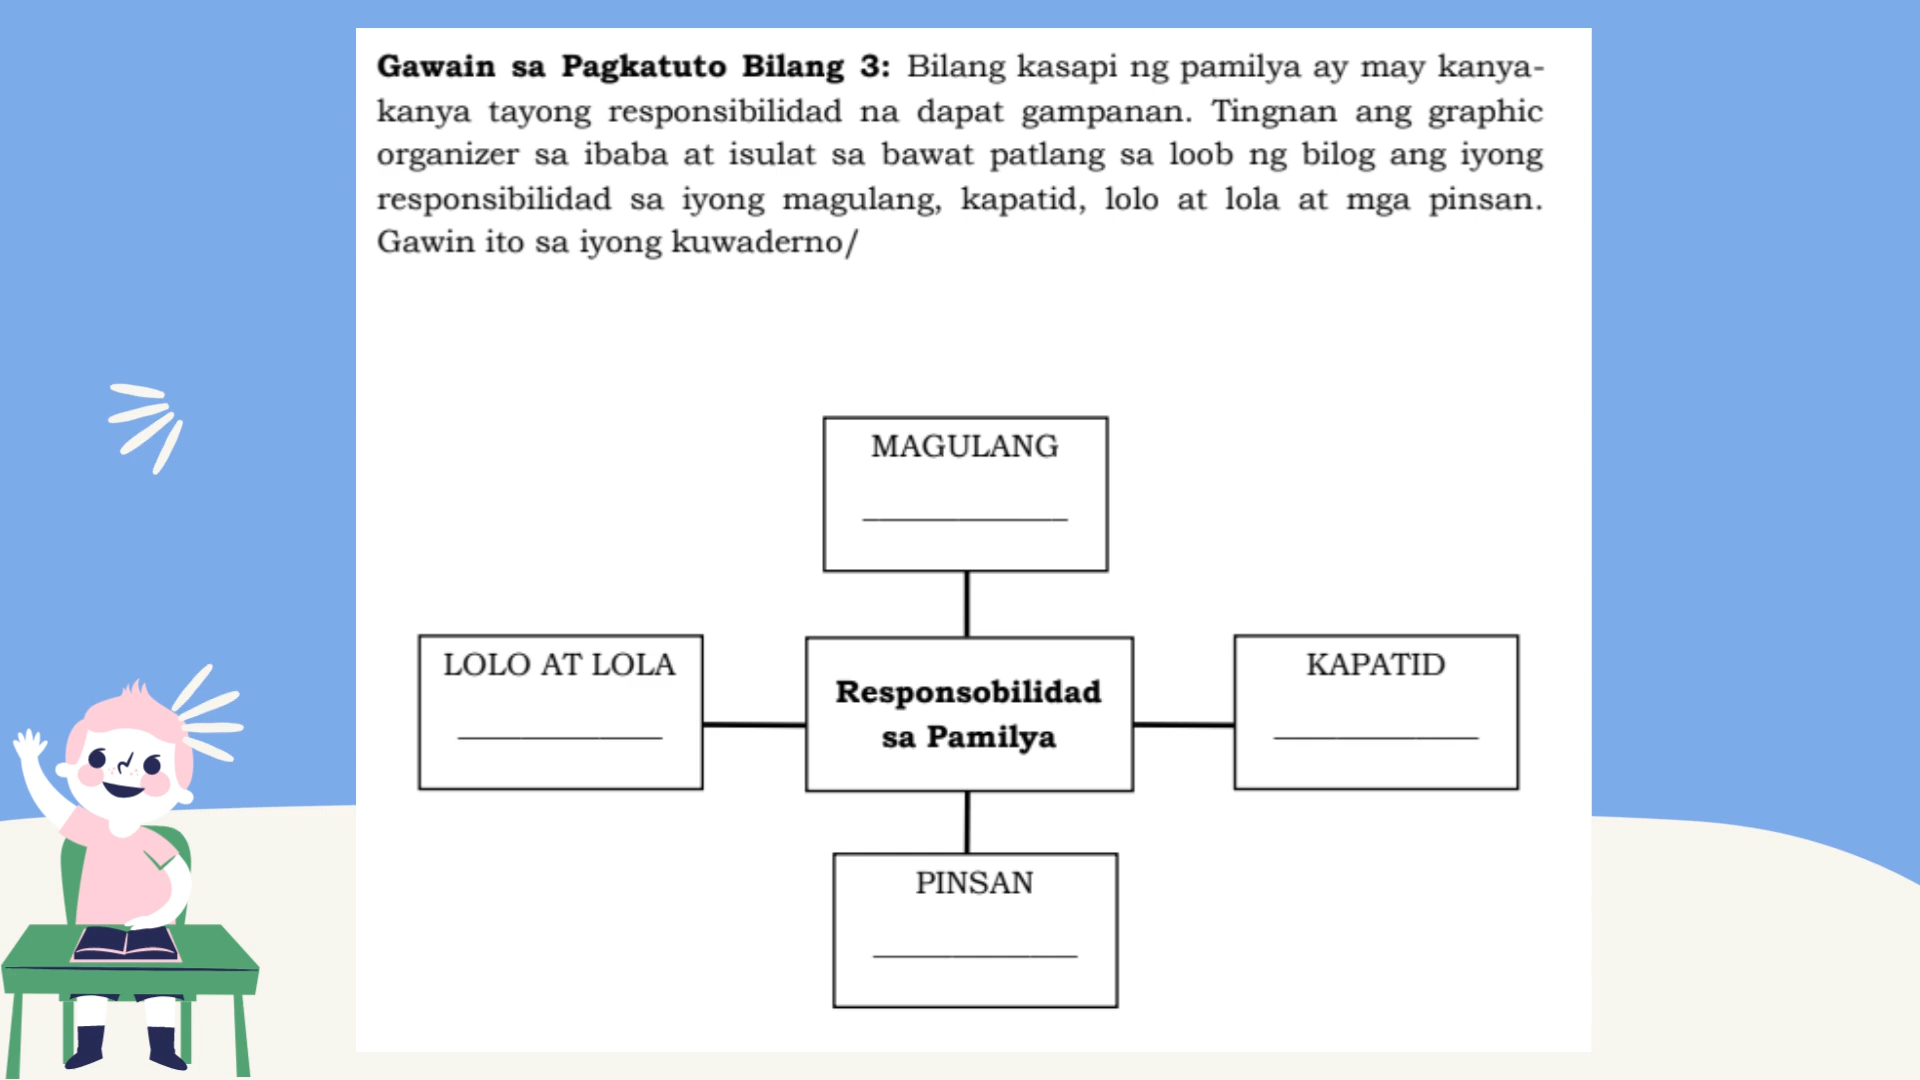 Gawain sa Pagkatuto Bilang 3: Bilang kasapi ng pamilya ay may kanya-
kanya tayong responsibilidad na dapat gampanan. Tingnan ang graphic
organizer sa ibaba at isulat sa bawat patlang sa loob ng bilog ang iyong
responsibilidad sa iyong magulang, kapatid, lolo at lola at mga pinsan.
Gawin ito sa iyong kuwaderno/
MAGULANG
LOLO AT LOLA
Responsobilidad
sa Pamilya
KAPATID
PINSAN